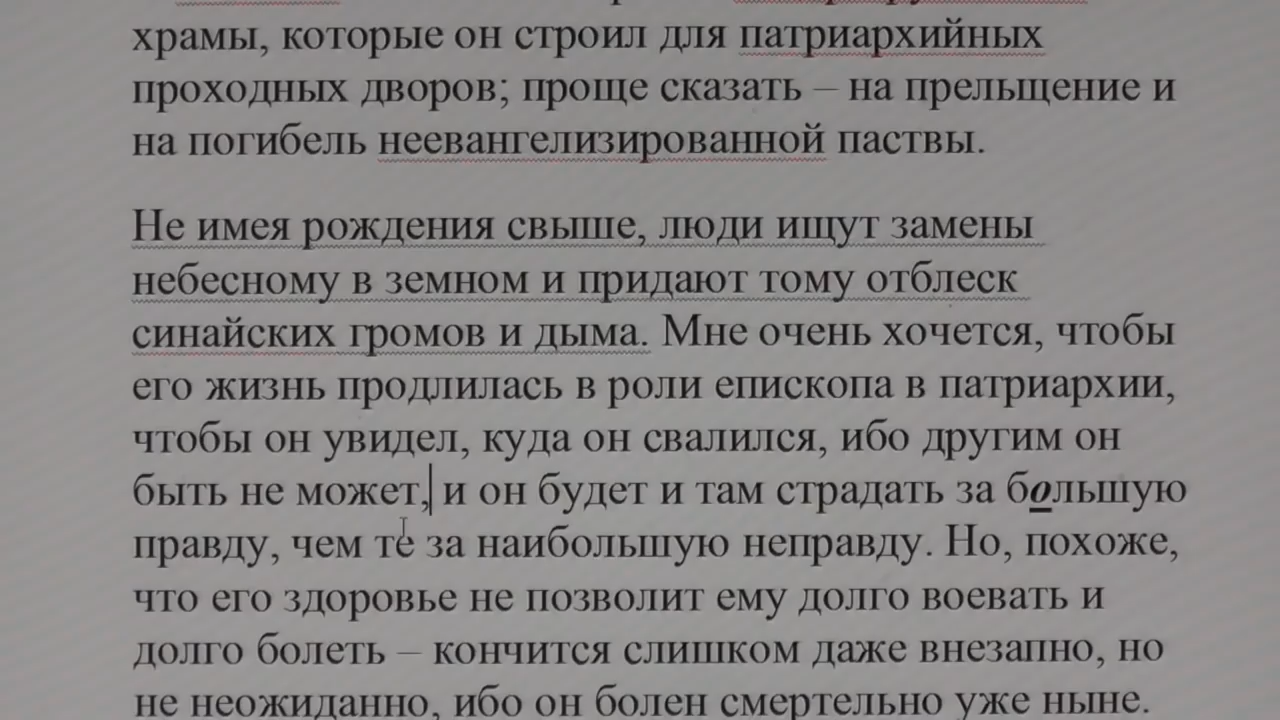 храмы, которые он строил для патриархийных
проходных дворов; проще сказать – на прельщение и
на погибель неевангелизированной паствы.
Не имея рождения свыше, люди ищут замены
небесному в земном и придают тому отблеск
синайских громов и дыма. Мне очень хочется, чтобы
его жизнь продлилась в роли епископа в патриархии,
чтобы он увидел, куда он свалился, ибо другим он
быть не может, и он будет и там страдать за большую
правду, чем те за наибольшую неправду. Но, похоже,
что его здоровье не позволит ему долго воевать и
долго болеть – кончится слишком даже внезапно, но
не неожиданно, ибо он болен смертельно уже ныне.